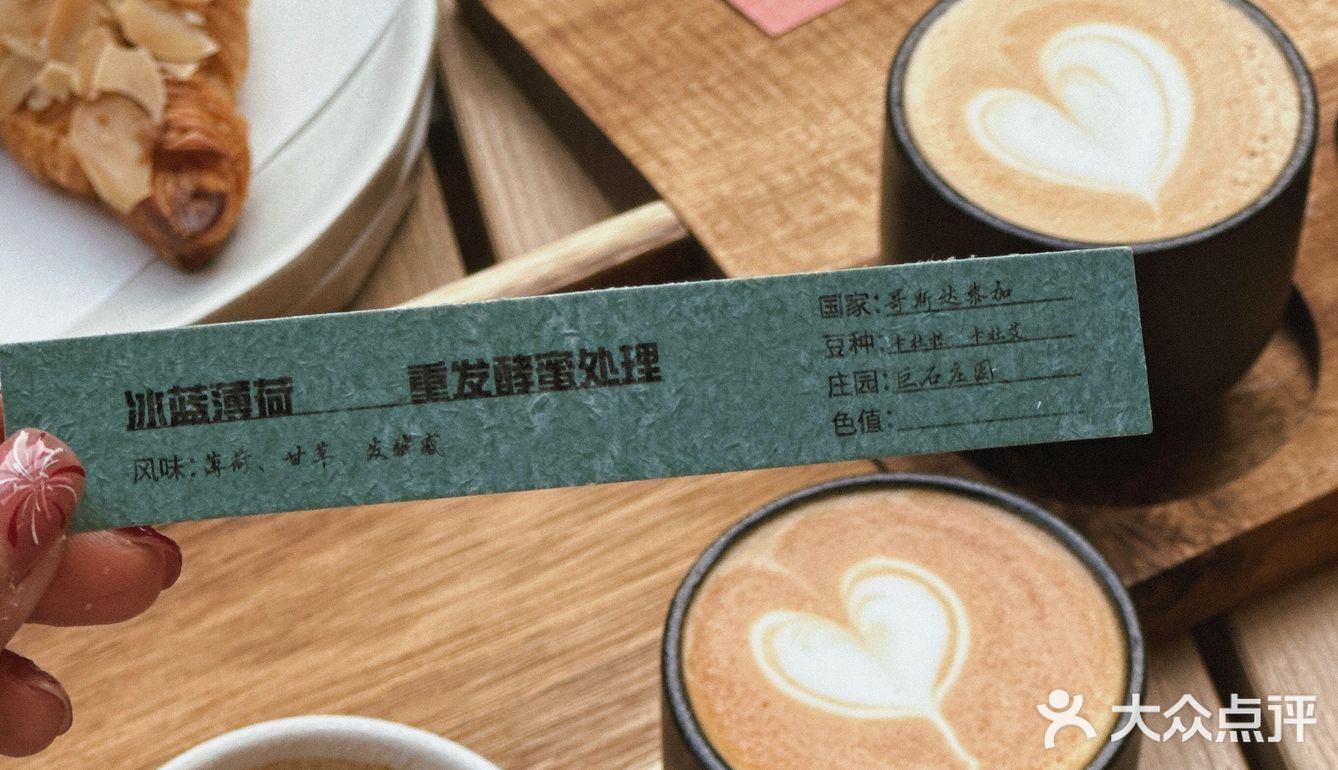 冰蓝薄荷 重发酵蜜处理
风味:薄荷、甘草、发酵感
国家:哥斯达黎加
豆种:卡杜拉、卡杜艾
庄园:巨石庄园
色值:
大众点评